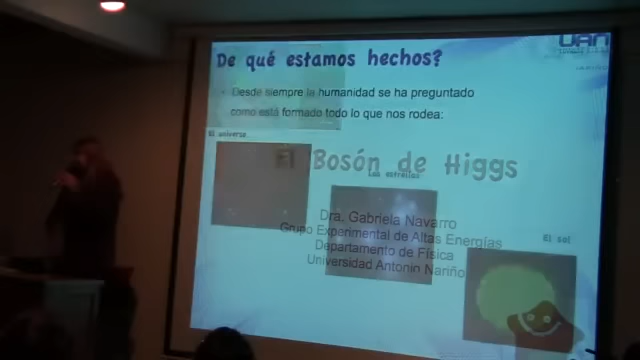 UAN
De qué estamos hechos?
- Desde siempre la humanidad se ha preguntado
como está formado todo lo que nos rodea:
El universo
El Bosón de Higgs
Las estrellas
Dra. Gabriela Navarro
Grupo Experimental de Altas Energías
El sol
Departamento de Física
Universidad Antonio Nariño